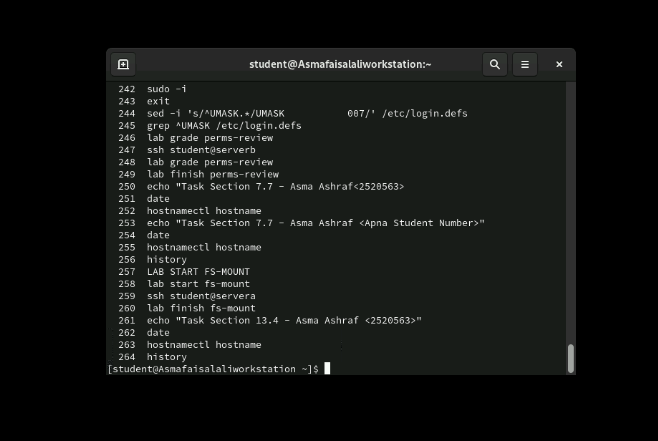 student@Asmafaisalaliworkstation:~
242  sudo -i
243  exit
244  sed -i 's/^UMASK.*/UMASK           007/' /etc/login.defs
245  grep ^UMASK /etc/login.defs
246  lab grade perms-review
247  ssh student@serverb
248  lab grade perms-review
249  lab finish perms-review
250  echo "Task Section 7.7 - Asma Ashraf<2520563>
251  date
252  hostnamectl hostname
253  echo "Task Section 7.7 - Asma Ashraf <Apna Student Number>"
254  date
255  hostnamectl hostname
256  history
257  LAB START FS-MOUNT
258  lab start fs-mount
259  ssh student@servera
260  lab finish fs-mount
261  echo "Task Section 13.4 - Asma Ashraf <2520563>"
262  date
263  hostnamectl hostname
264  history
[student@Asmafaisalaliworkstation ~]$